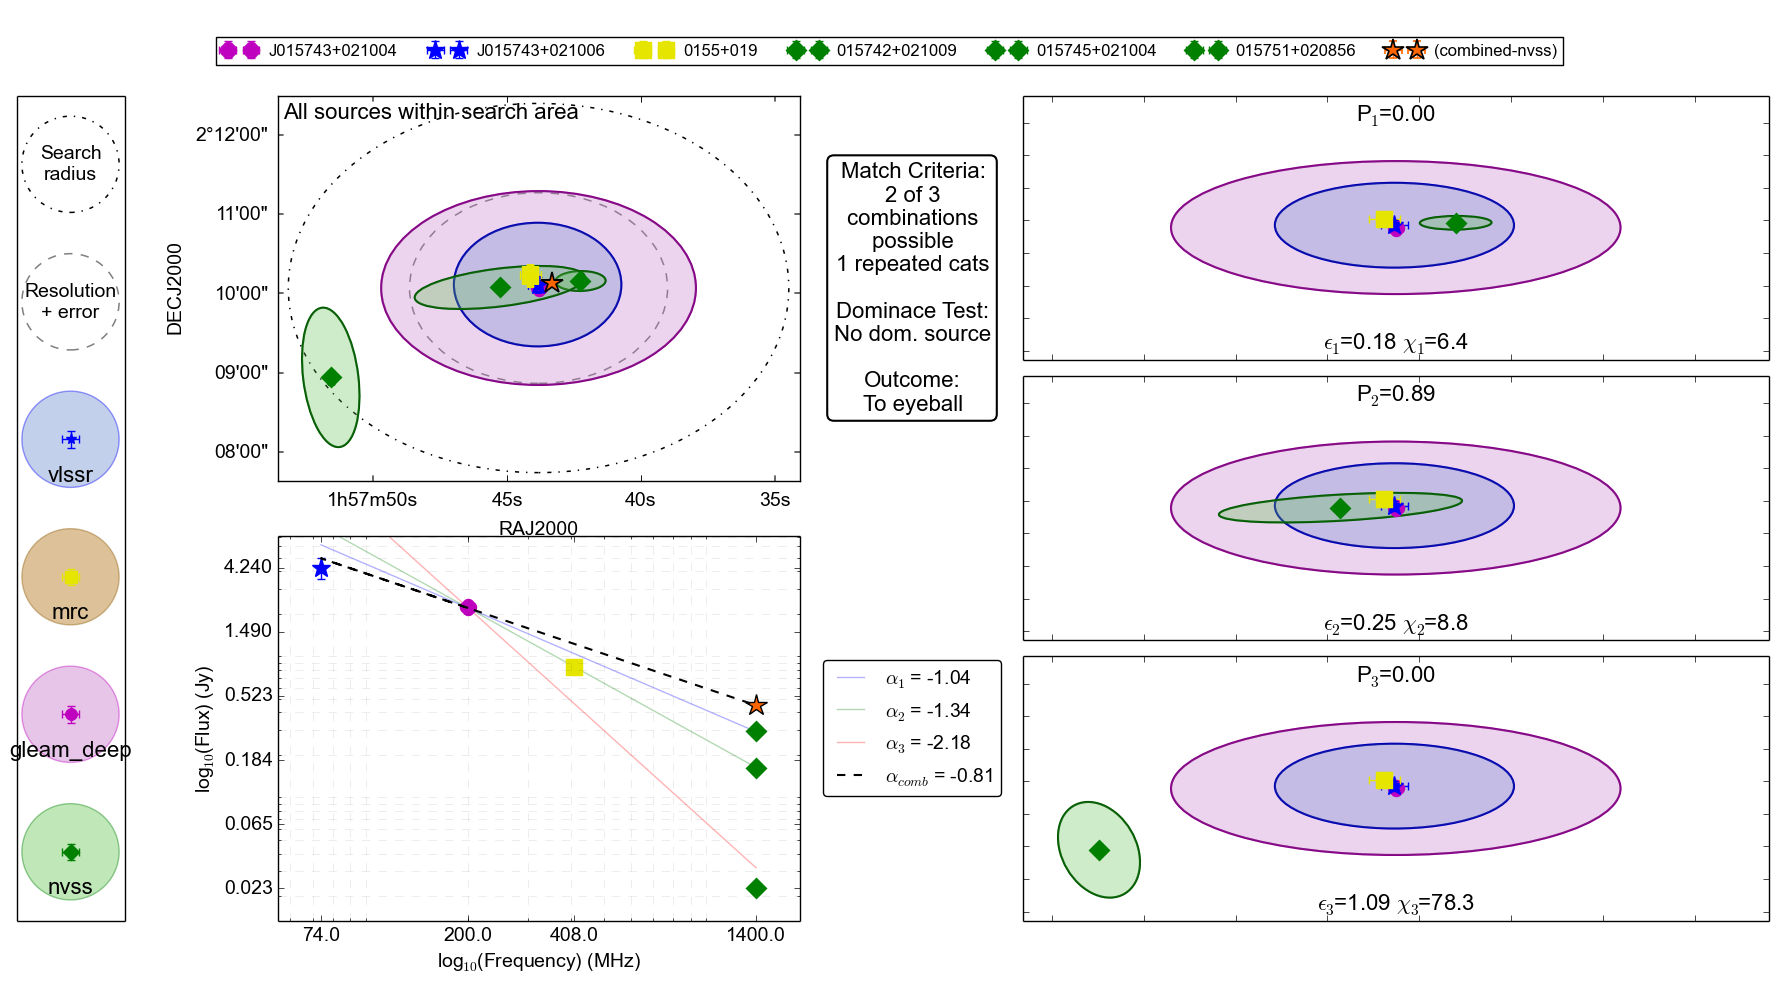 J015743+021004 J015743+021006 0155+019 015742+021009 015745+021004 015751+020856 (combined-nvss)
Search
radius
Resolution
+ error
vlssr
mrc
gleam_deep
nvss
All sources within search area
DECJ2000
2°12'00"
11'00"
10'00"
09'00"
08'00"
1h57m50s 45s 40s 35s
RAJ2000
Match Criteria:
2 of 3
combinations
possible
1 repeated cats
Dominace Test:
No dom. source
Outcome:
To eyeball
log10(Flux) (Jy)
4.240
1.490
0.523
0.184
0.065
0.023
74.0 200.0 408.0 1400.0
log10(Frequency) (MHz)
α1 = -1.04
α2 = -1.34
α3 = -2.18
αcomb = -0.81
P1=0.00
ϵ1=0.18 χ1=6.4
P2=0.89
ϵ2=0.25 χ2=8.8
P3=0.00
ϵ3=1.09 χ3=78.3